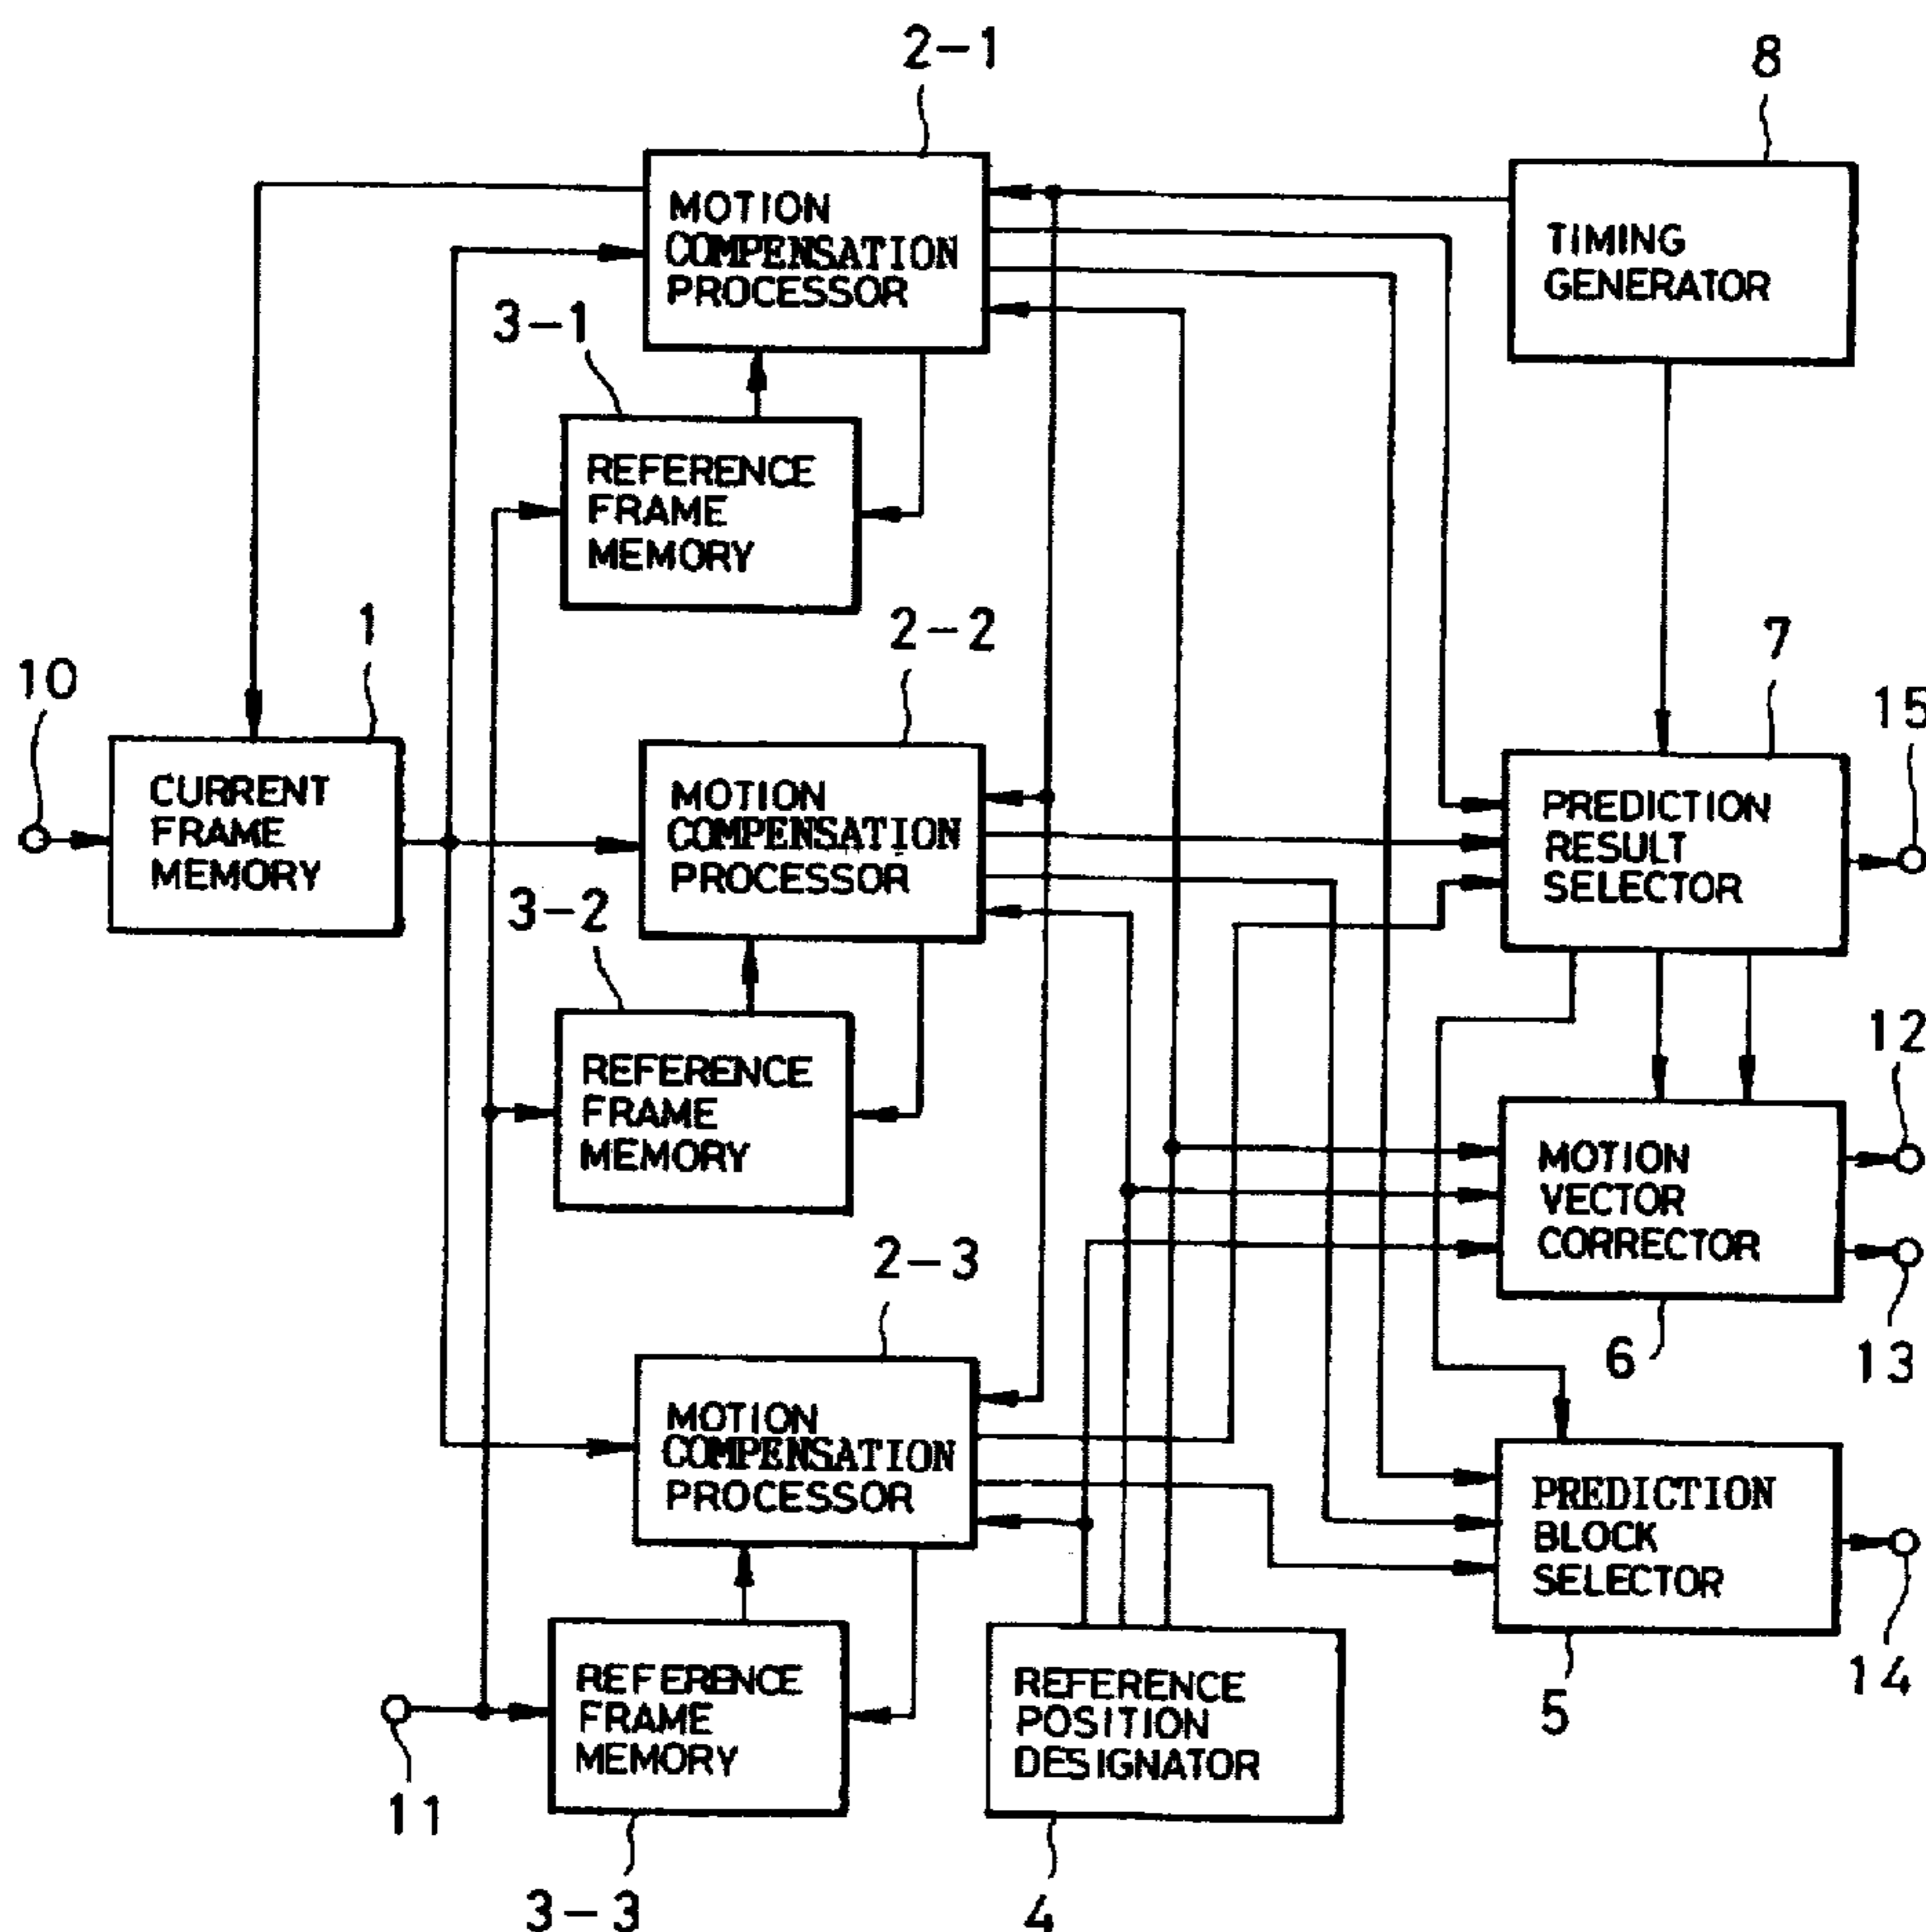 2-1
8
MOTION
COMPENSATION
PROCESSOR
TIMING
GENERATOR
3-1
REFERENCE
FRAME
MEMORY
1
2-2
7
10
15
CURRENT
FRAME
MEMORY
MOTION
COMPENSATION
PROCESSOR
PREDICTION
RESULT
SELECTOR
3-2
REFERENCE
FRAME
MEMORY
12
MOTION
VECTOR
CORRECTOR
2-3
6
13
MOTION
COMPENSATION
PROCESSOR
PREDICTION
BLOCK
SELECTOR
REFERENCE
FRAME
MEMORY
REFERENCE
POSITION
DESIGNATOR
5
14
11
3-3
4